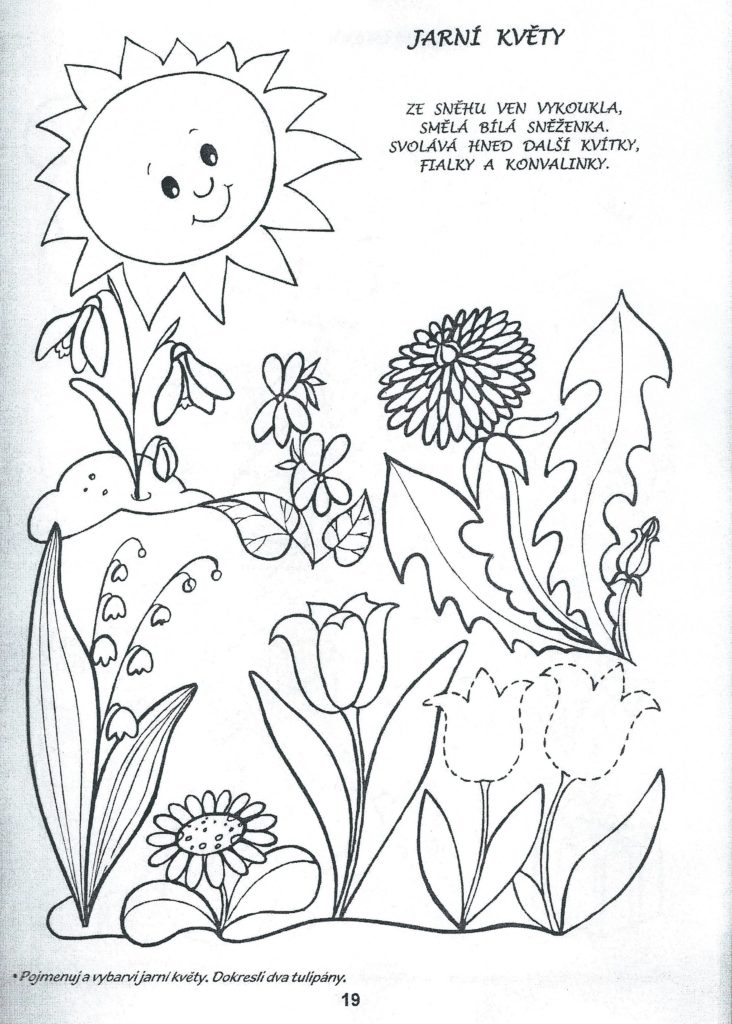 JARNÍ KVĚTY
ZE SNĚHU VEN VYKOUKLA,
SMĚLÁ BÍLÁ SNĚŽENKA.
SVOLÁVÁ HNED DALŠÍ KVÍTKY,
FIALKY A KONVALINKY.
• Pojmenuj a vybarvi jarní květy. Dokresli dva tulipány.
19